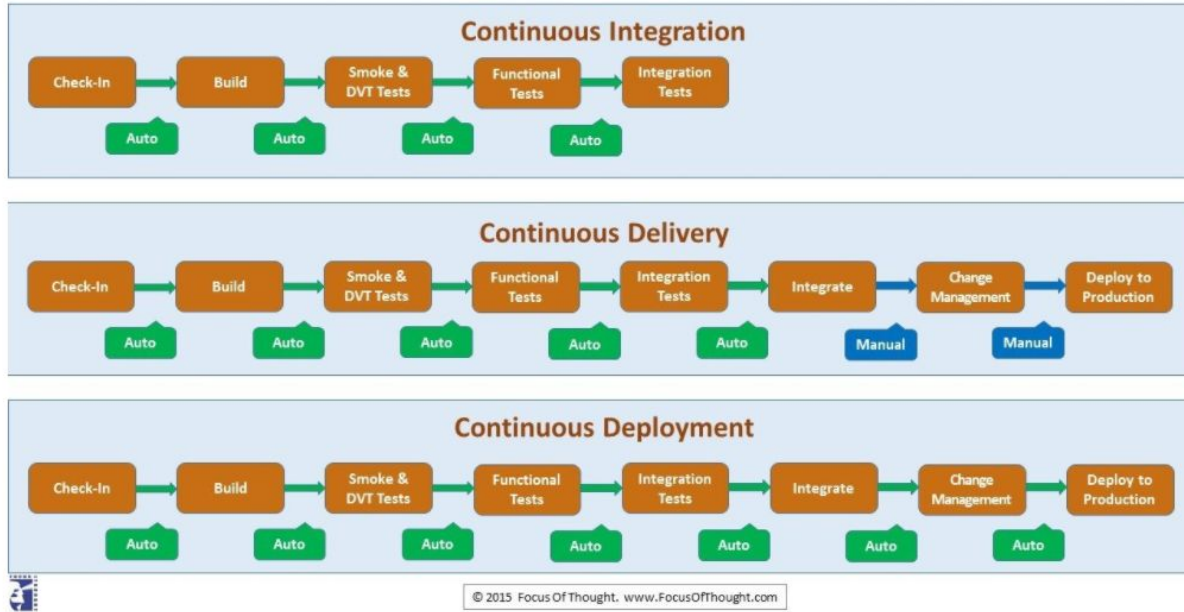 Continuous Integration
Check-In
Build
Smoke &
DVT Tests
Functional
Tests
Integration
Tests
Auto
Auto
Auto
Auto
Continuous Delivery
Check-In
Build
Smoke &
DVT Tests
Functional
Tests
Integration
Tests
Integrate
Change
Management
Deploy to
Production
Auto
Auto
Auto
Auto
Auto
Manual
Manual
Continuous Deployment
Check-In
Build
Smoke &
DVT Tests
Functional
Tests
Integration
Tests
Integrate
Change
Management
Deploy to
Production
Auto
Auto
Auto
Auto
Auto
Auto
Auto
© 2015 Focus Of Thought. www.FocusOfThought.com